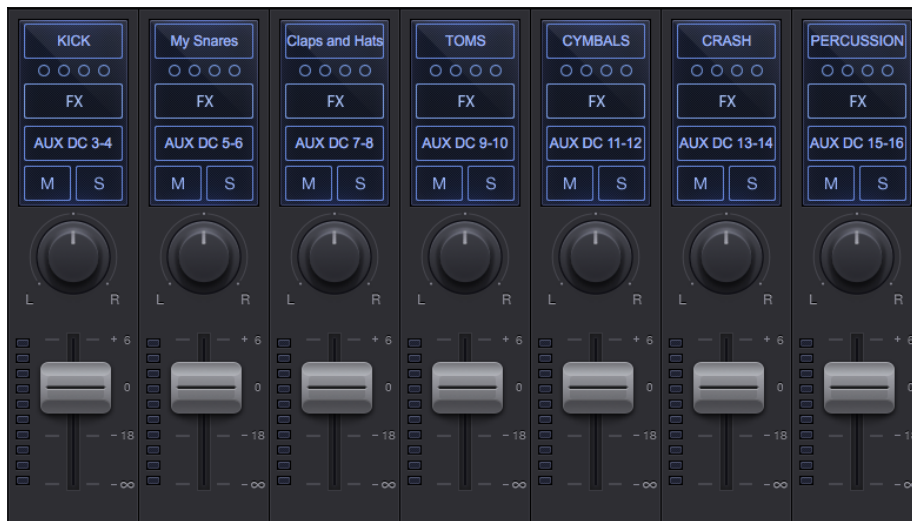 KICK My Snares Claps and Hats TOMS CYMBALS CRASH PERCUSSION
FX FX FX FX FX FX FX
AUX DC 3-4 AUX DC 5-6 AUX DC 7-8 AUX DC 9-10 AUX DC 11-12 AUX DC 13-14 AUX DC 15-16
M S M S M S M S M S M S M S
L R L R L R L R L R L R L R
+ 6 + 6 + 6 + 6 + 6 + 6 + 6
0 0 0 0 0 0 0
- 18 - 18 - 18 - 18 - 18 - 18
- ∞ - ∞ - ∞ - ∞ - ∞ - ∞